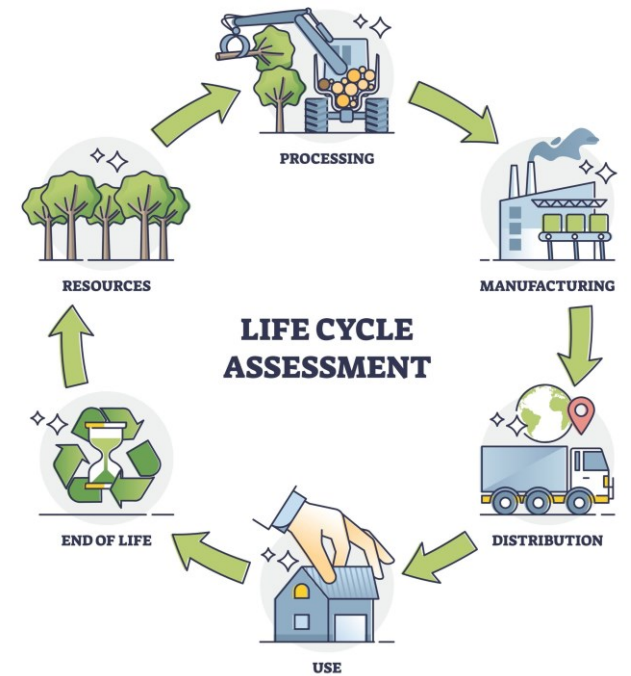 PROCESSING
RESOURCES
MANUFACTURING
LIFE CYCLE
ASSESSMENT
END OF LIFE
DISTRIBUTION
USE